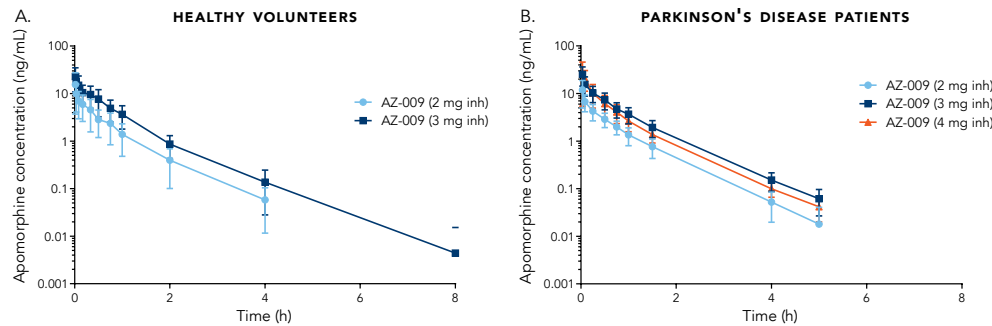 A.
HEALTHY VOLUNTEERS
Apomorphine concentration (ng/mL)
100
10
1
0.1
0.01
0.001
0 2 4 6 8
Time (h)
AZ-009 (2 mg inh)
AZ-009 (3 mg inh)
B.
PARKINSON'S DISEASE PATIENTS
Apomorphine concentration (ng/mL)
100
10
1
0.1
0.01
0.001
0 2 4 6 8
Time (h)
AZ-009 (2 mg inh)
AZ-009 (3 mg inh)
AZ-009 (4 mg inh)